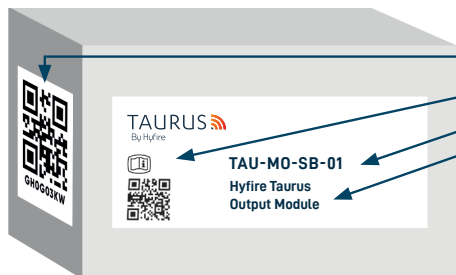 GHOG03KW
TAURUS
By Hyfire
TAU-MO-SB-01
Hyfire Taurus
Output Module